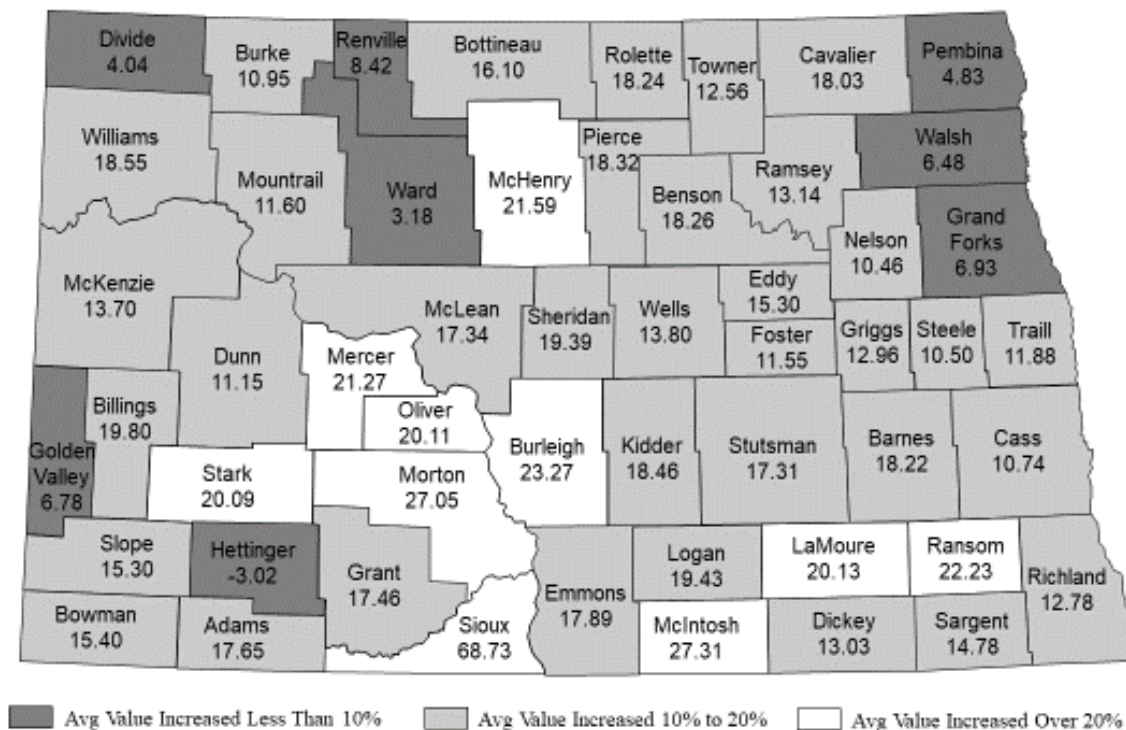 Divide
4.04
Burke
10.95
Renville
8.42
Bottineau
16.10
Rolette
18.24
Towner
12.56
Cavalier
18.03
Pembina
4.83
Williams
18.55
Mountrail
11.60
Ward
3.18
McHenry
21.59
Pierce
18.32
Benson
18.26
Ramsey
13.14
Walsh
6.48
Nelson
10.46
Grand
Forks
6.93
McKenzie
13.70
Dunn
11.15
McLean
17.34
Sheridan
19.39
Wells
13.80
Eddy
15.30
Foster
11.55
Griggs
12.96
Steele
10.50
Traill
11.88
Mercer
21.27
Oliver
20.11
Billings
19.80
Golden
Valley
6.78
Stark
20.09
Morton
27.05
Burleigh
23.27
Kidder
18.46
Stutsman
17.31
Barnes
18.22
Cass
10.74
Slope
15.30
Hettinger
-3.02
Grant
17.46
Emmons
17.89
Logan
19.43
LaMoure
20.13
Ransom
22.23
Richland
12.78
Bowman
15.40
Adams
17.65
Sioux
68.73
McIntosh
27.31
Dickey
13.03
Sargent
14.78
Avg Value Increased Less Than 10%
Avg Value Increased 10% to 20%
Avg Value Increased Over 20%